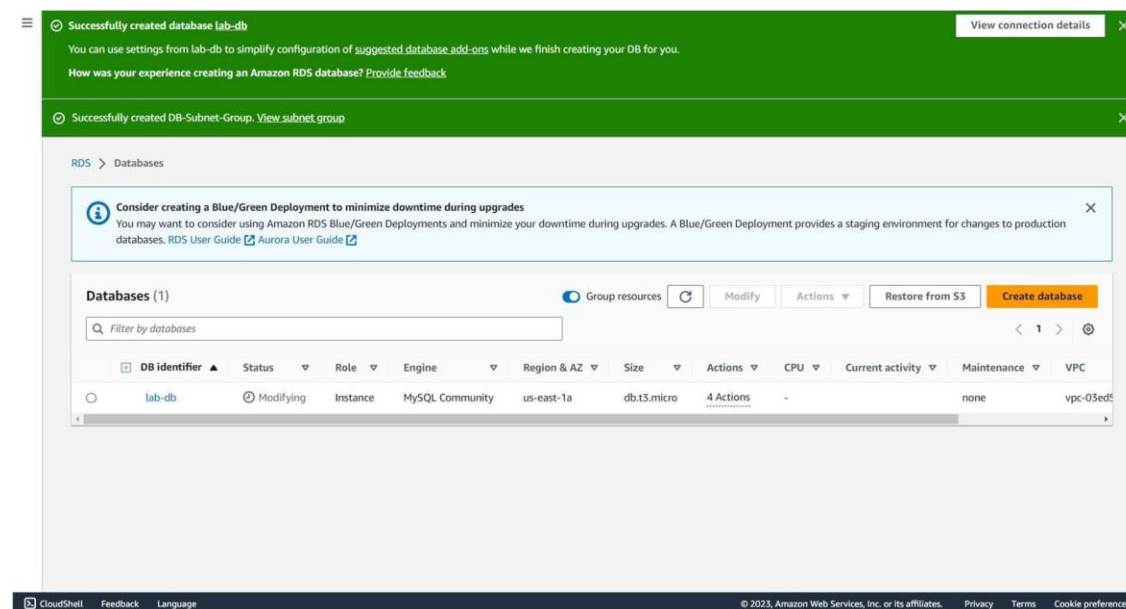 Successfully created database lab-db
View connection details
You can use settings from lab-db to simplify configuration of suggested database add-ons while we finish creating your DB for you.
How was your experience creating an Amazon RDS database? Provide feedback
Successfully created DB-Subnet-Group. View subnet group
RDS > Databases
Consider creating a Blue/Green Deployment to minimize downtime during upgrades
You may want to consider using Amazon RDS Blue/Green Deployments and minimize your downtime during upgrades. A Blue/Green Deployment provides a staging environment for changes to production
databases. RDS User Guide Aurora User Guide
Databases (1) Group resources Modify Actions Restore from S3 Create database
Filter by databases < 1 >
DB identifier Status Role Engine Region & AZ Size Actions CPU Current activity Maintenance VPC
lab-db Modifying Instance MySQL Community us-east-1a db.t3.micro 4 Actions - none vpc-03ed5
CloudShell Feedback Language © 2023, Amazon Web Services, Inc. or its affiliates. Privacy Terms Cookie preference